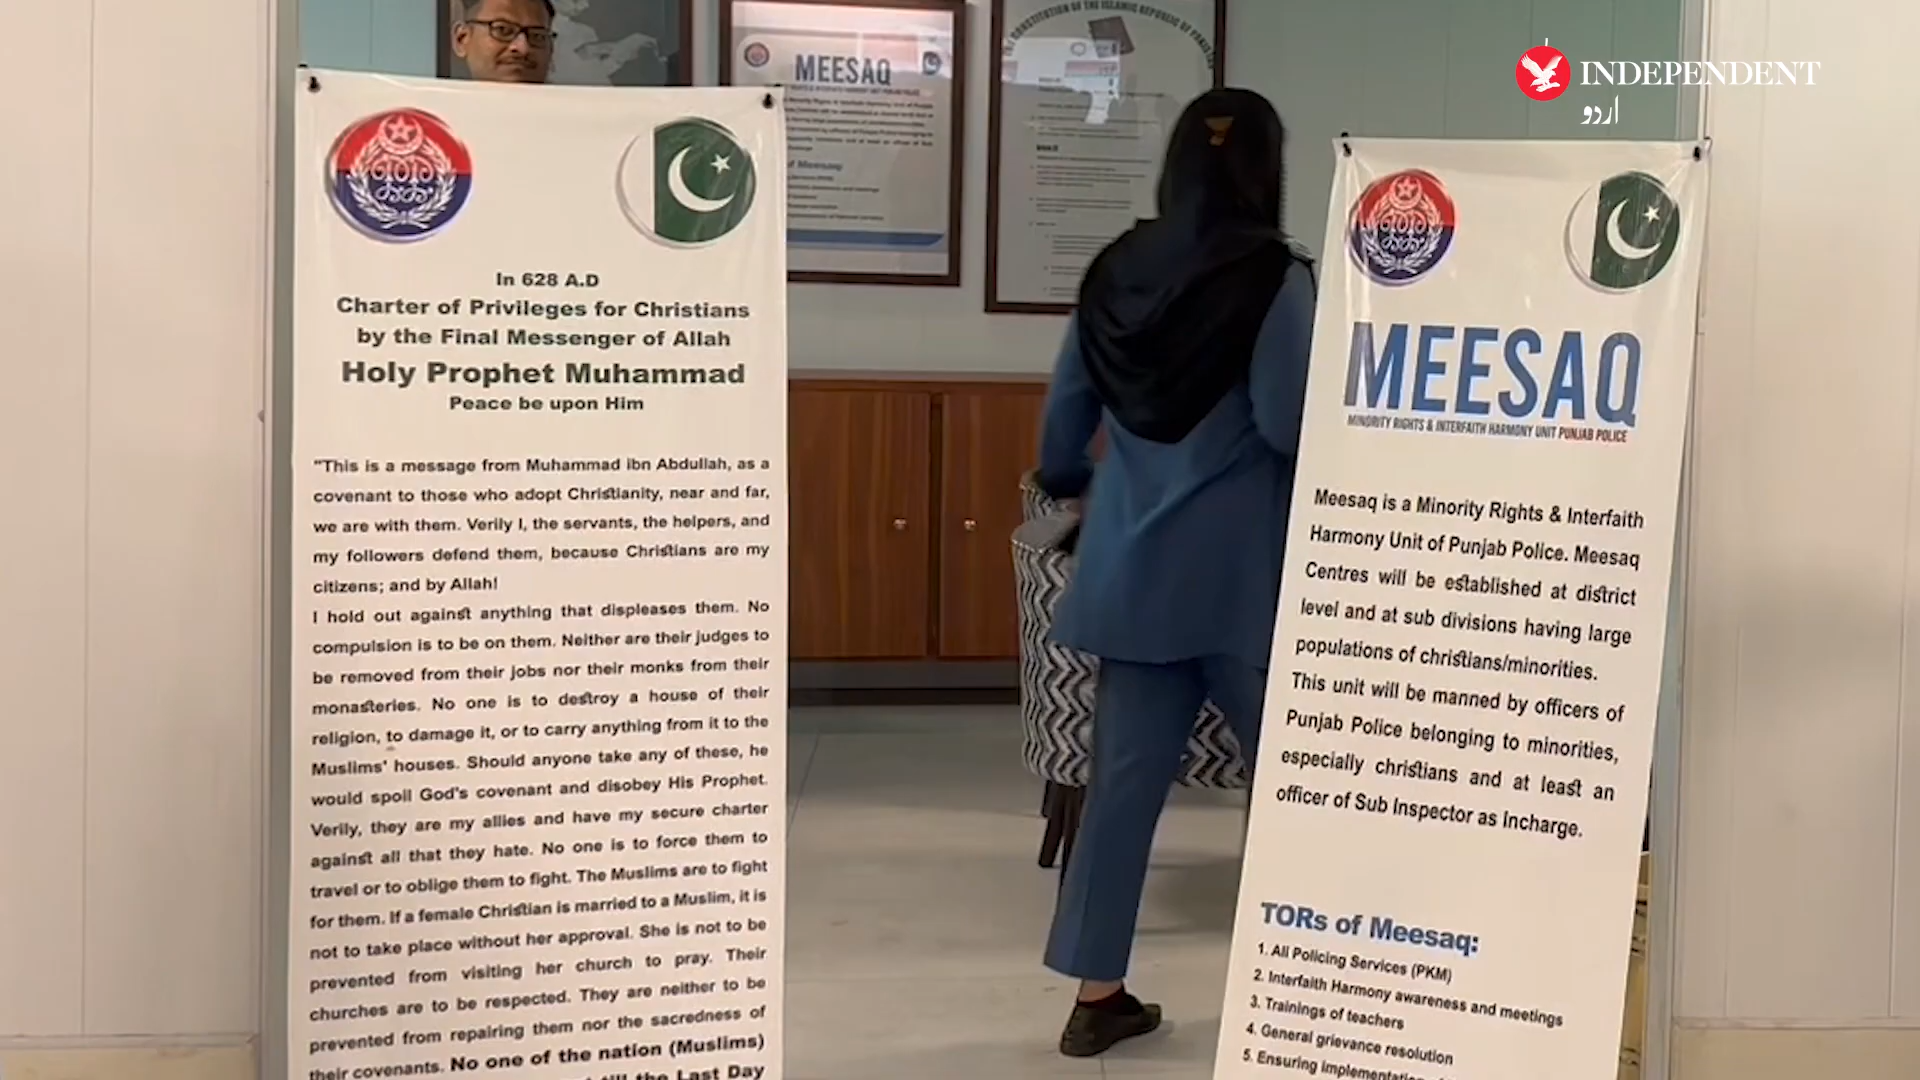 INDEPENDENT
اردو
THE CONSTITUTION OF THE ISLAMIC REPUBLIC OF
MEESAQ
In 628 A.D
Charter of Privileges for Christians
by the Final Messenger of Allah
Holy Prophet Muhammad
Peace be upon Him
"This is a message from Muhammad ibn Abdullah, as a
covenant to those who adopt Christianity, near and far,
we are with them. Verily I, the servants, the helpers, and
my followers defend them, because Christians are my
citizens; and by Allah!
I hold out against anything that displeases them. No
compulsion is to be on them. Neither are their judges to
be removed from their jobs nor their monks from their
monasteries. No one is to destroy a house of their
religion, to damage it, or to carry anything from it to the
Muslims' houses. Should anyone take any of these, he
would spoil God's covenant and disobey His Prophet.
Verily, they are my allies and have my secure charter
against all that they hate. No one is to force them to
travel or to oblige them to fight. The Muslims are to fight
for them. If a female Christian is married to a Muslim, it is
not to take place without her approval. She is not to be
prevented from visiting her church to pray. Their
churches are to be respected. They are neither to be
prevented from repairing them nor the sacredness of
their covenants. No one of the nation (Muslims)
till the Last Day
MEESAQ
MINORITY RIGHTS & INTERFAITH HARMONY UNIT PUNJAB POLICE
Meesaq is a Minority Rights & Interfaith
Harmony Unit of Punjab Police. Meesaq
Centres will be established at district
level and at sub divisions having large
populations of christians/minorities.
This unit will be manned by officers of
Punjab Police belonging to minorities,
especially christians and at least an
officer of Sub Inspector as Incharge.
TORs of Meesaq:
1. All Policing Services (PKM)
2. Interfaith Harmony awareness and meetings
3. Trainings of teachers
4. General grievance resolution
5. Ensuring implementation